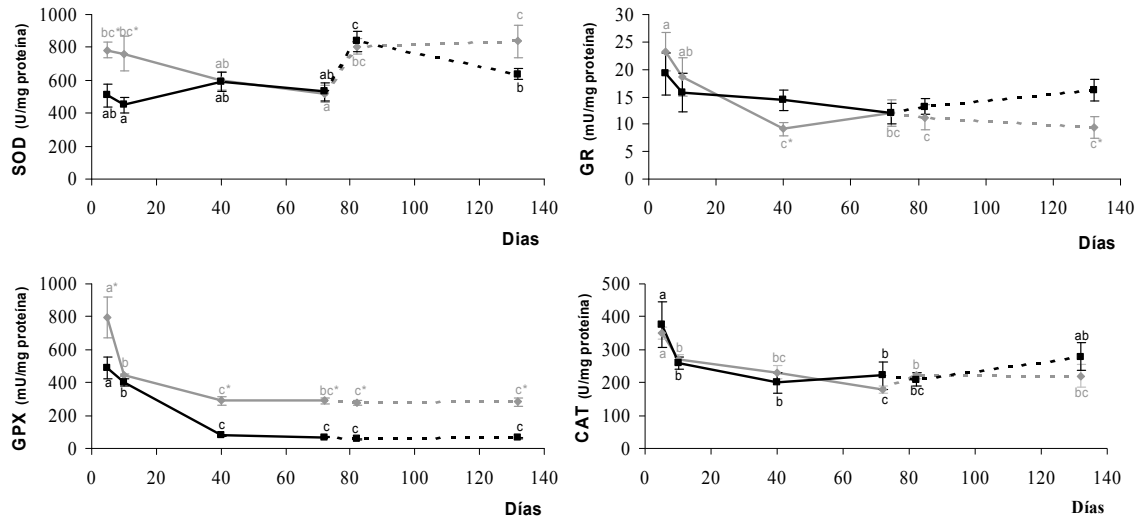 SOD (U/mg proteína)
1000
800
600
400
200
0
bc* bc* ab ab c c
ab a ab a bc b
0 20 40 60 80 100 120 140
Dias
GR (mU/mg proteína)
30
25
20
15
10
5
0
a
ab
c* bc c c*
0 20 40 60 80 100 120 140
Días
GPX (mU/mg proteína)
1000
800
600
400
200
0
a*
b c* bc* c* c*
a b c c c c
0 20 40 60 80 100 120 140
Días
CAT (U/mg proteína)
500
400
300
200
100
0
a b bc b b ab
a b b c bc bc
0 20 40 60 80 100 120 140
Días